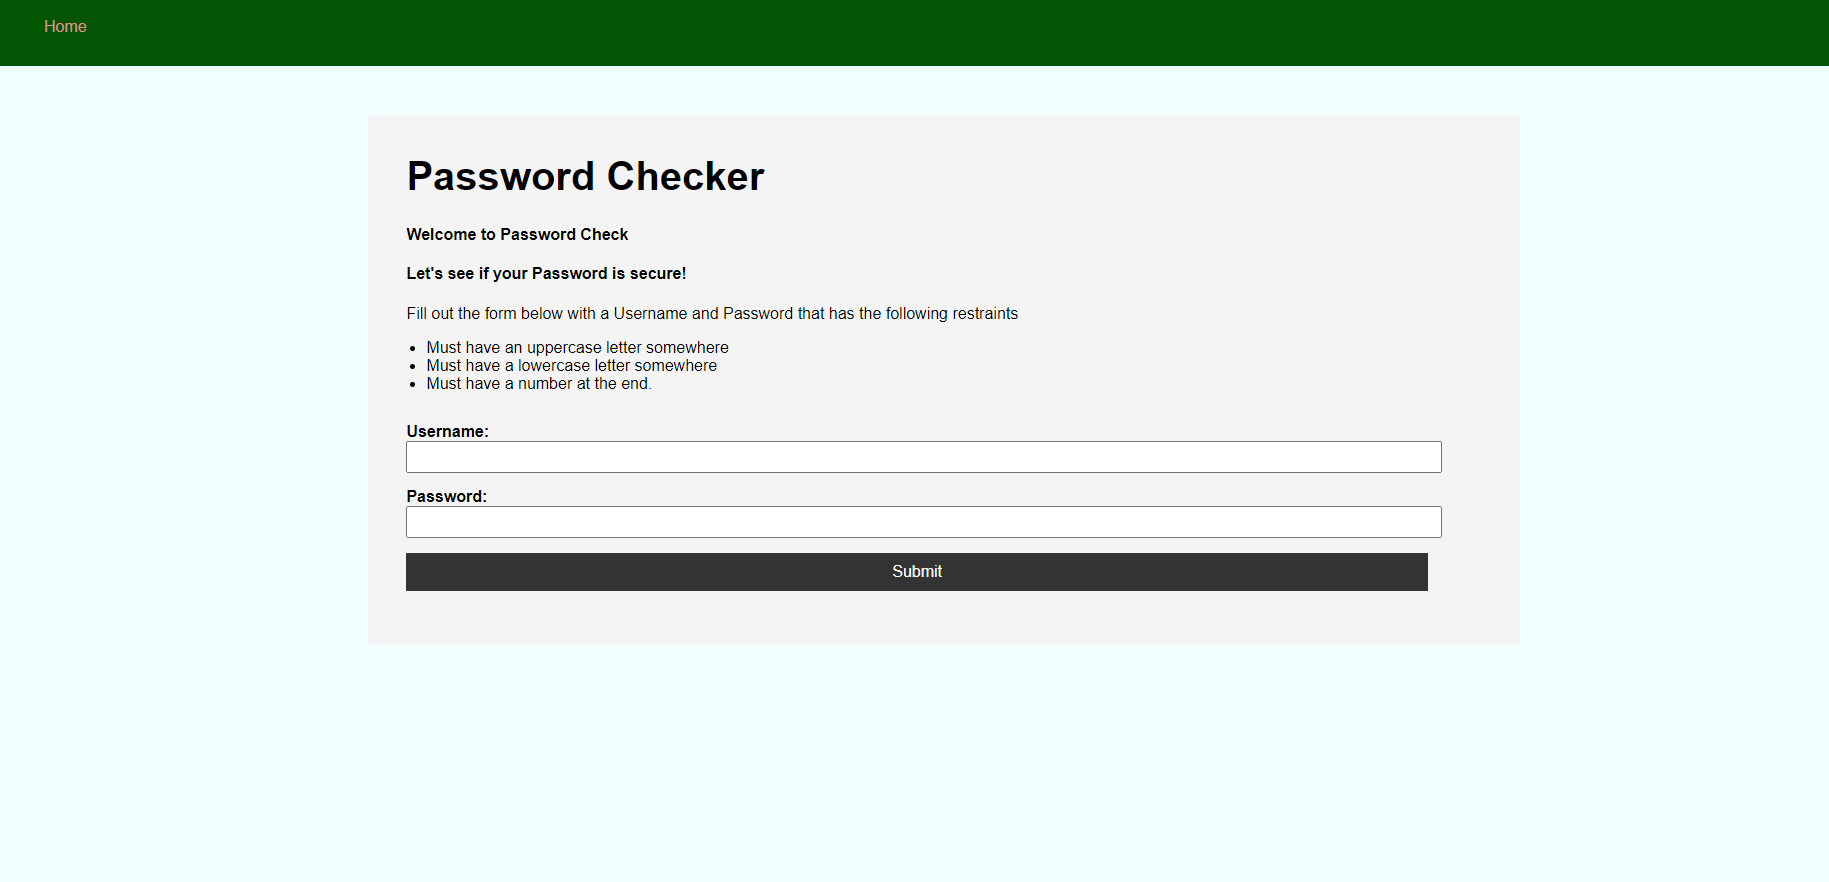 Home
Password Checker
Welcome to Password Check
Let's see if your Password is secure!
Fill out the form below with a Username and Password that has the following restraints
Must have an uppercase letter somewhere
Must have a lowercase letter somewhere
Must have a number at the end.
Username:
Password:
Submit